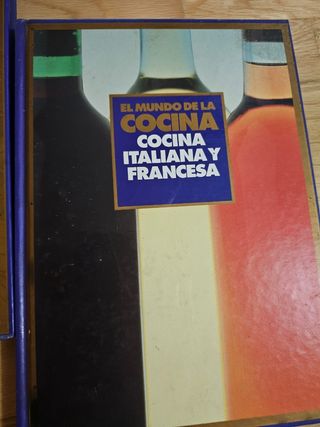 EL MUNDO DE LA
COCINA
COCINA
ITALIANA Y
FRANCESA